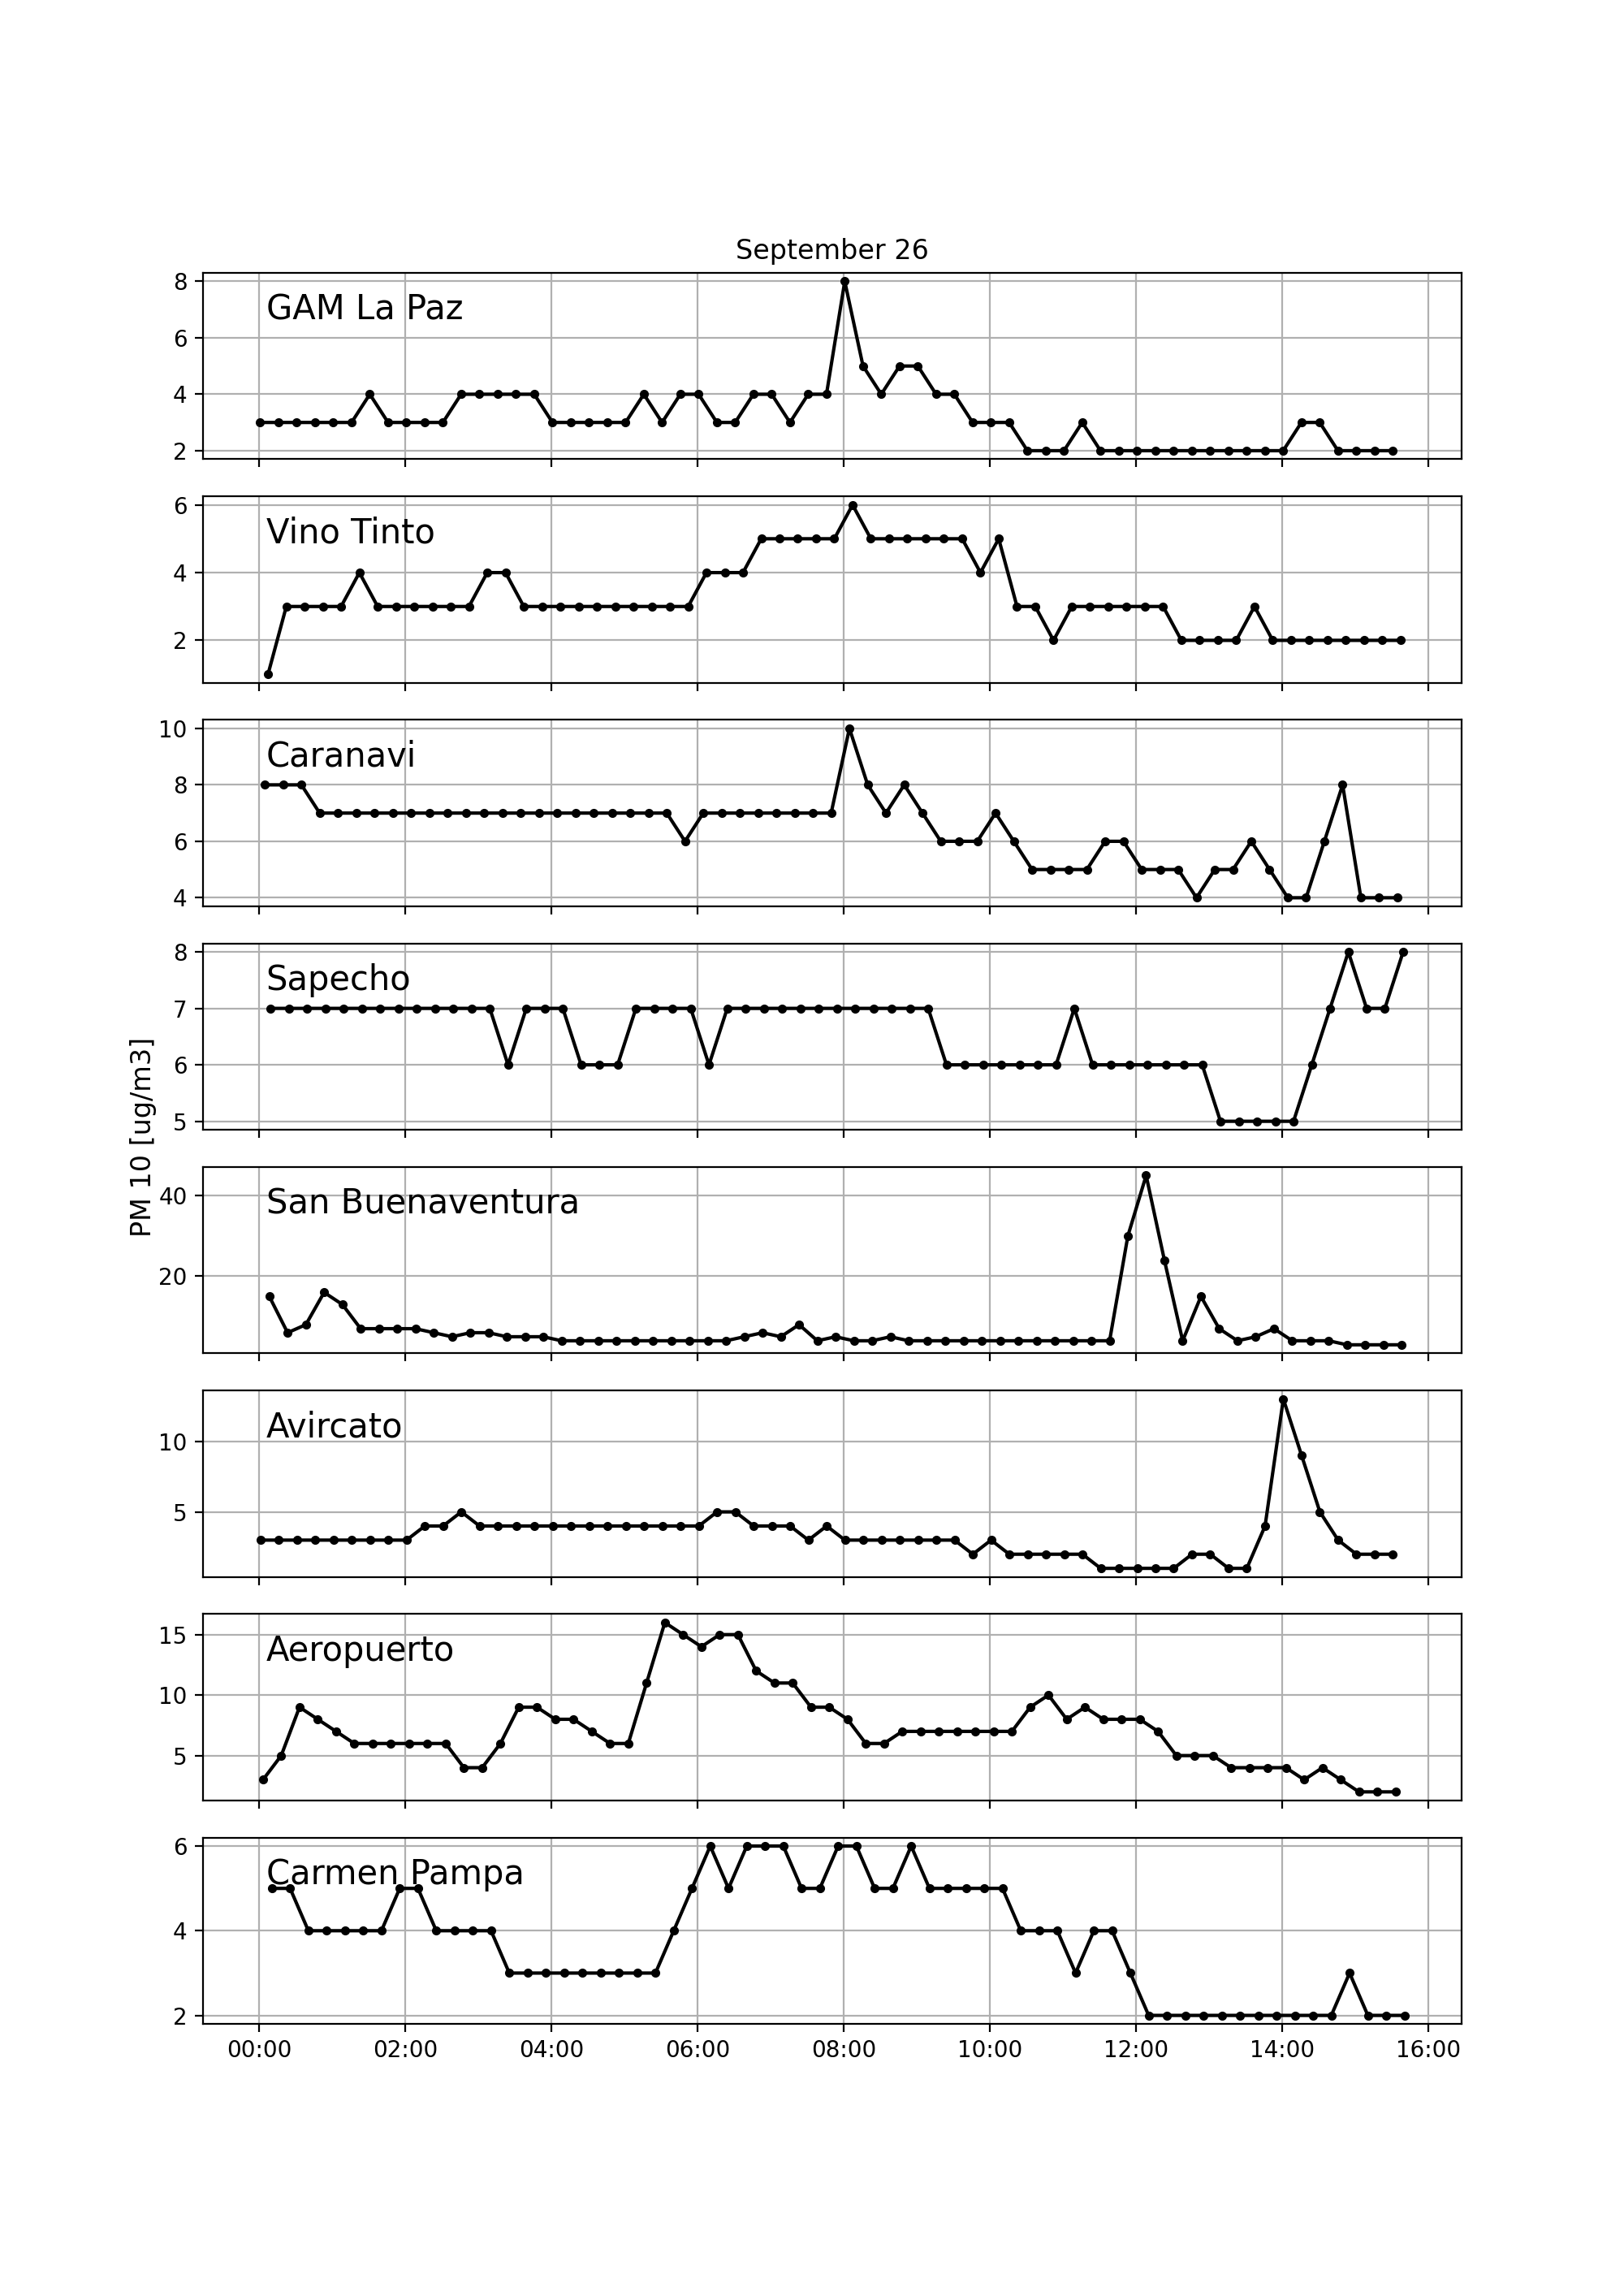 September 26
8
GAM La Paz
6
4
2
6
Vino Tinto
4
2
10
Caranavi
8
6
4
8
Sapecho
7
6
5
PM 10 [ug/m3]
40
San Buenaventura
20
Avircato
10
5
15
Aeropuerto
10
5
6
Carmen Pampa
4
2
00:00 02:00 04:00 06:00 08:00 10:00 12:00 14:00 16:00